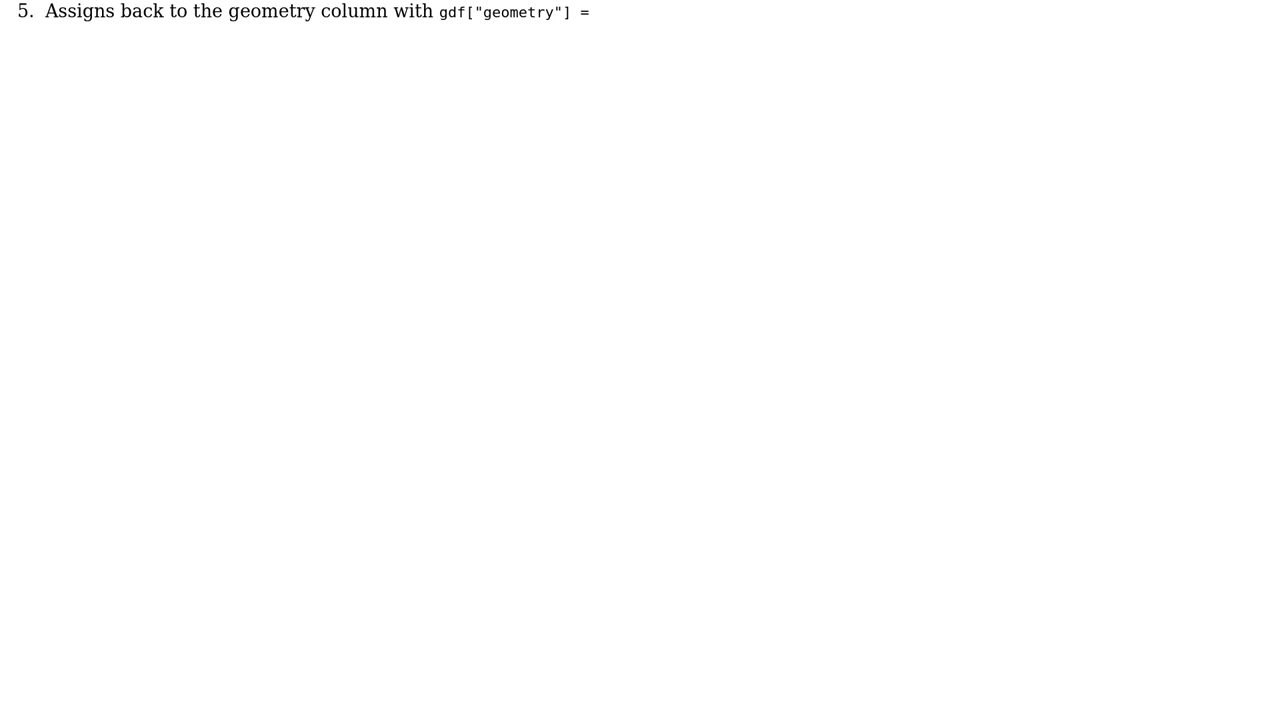 5. Assigns back to the geometry column with gdf["geometry"] =